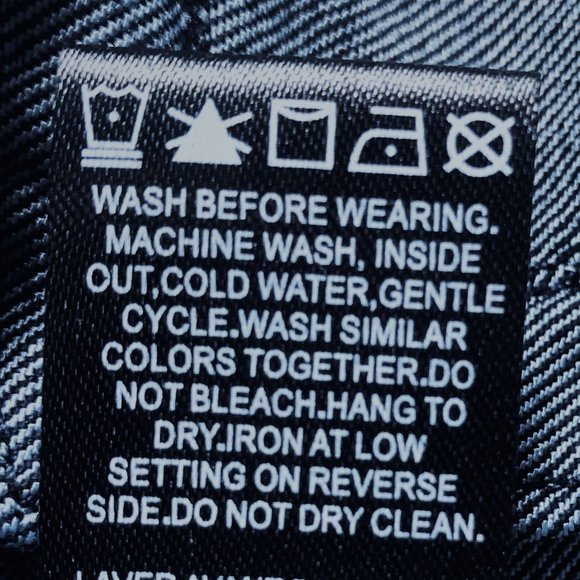 WASH BEFORE WEARING.
MACHINE WASH, INSIDE
OUT,COLD WATER,GENTLE
CYCLE.WASH SIMILAR
COLORS TOGETHER.DO
NOT BLEACH.HANG TO
DRY.IRON AT LOW
SETTING ON REVERSE
SIDE.DO NOT DRY CLEAN.